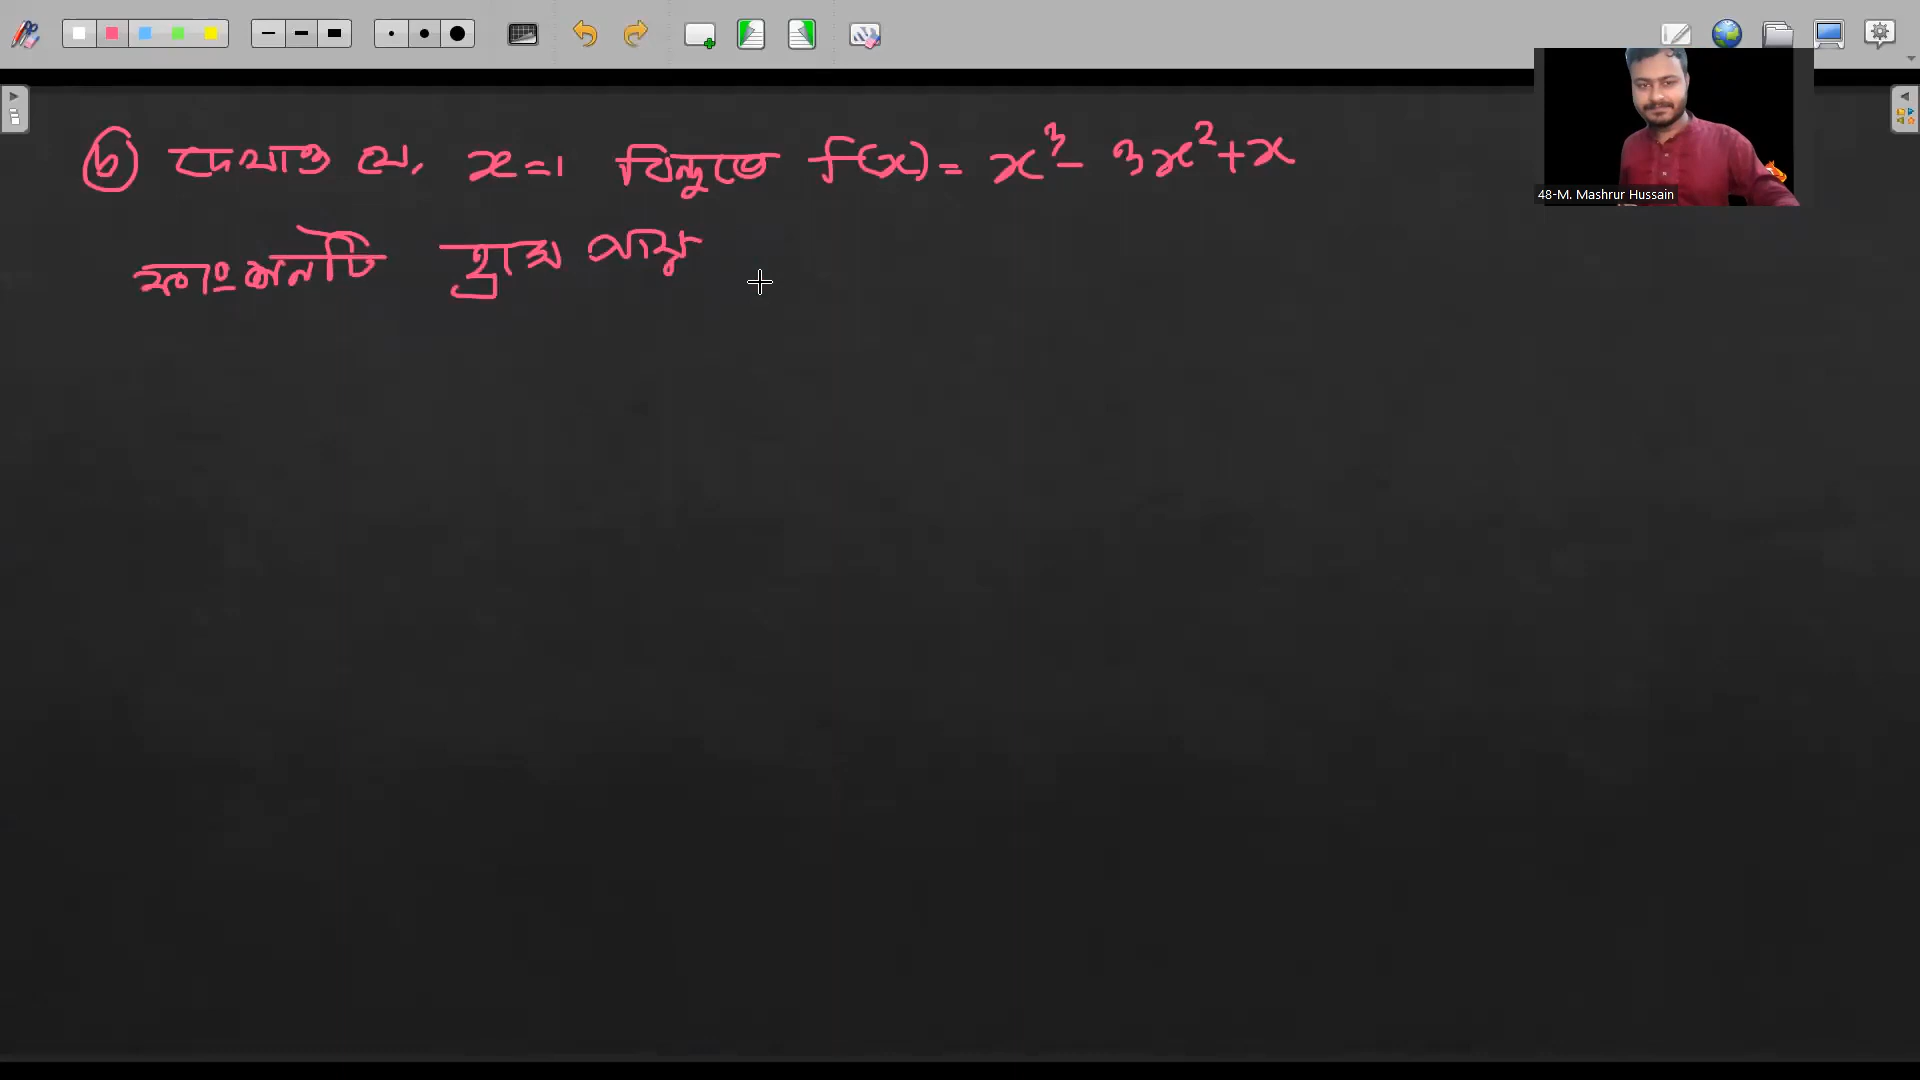 48-M. Mashrur Hussain
৬ দেখাও যে, x=1 বিন্দুতে f(x) = x³ - 3x²+x
ফাংশনটি হ্রাস পায়